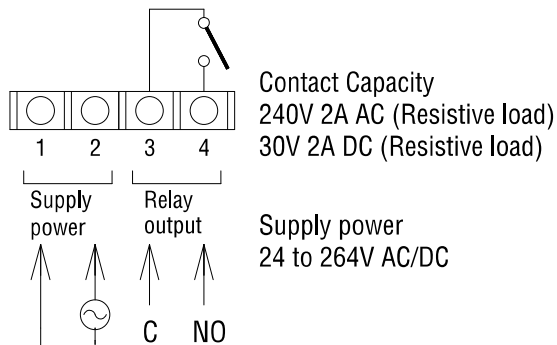 Contact Capacity
240V 2A AC (Resistive load)
30V 2A DC (Resistive load)
1 2 3 4
Supply power
Relay output
Supply power
24 to 264V AC/DC
C NO